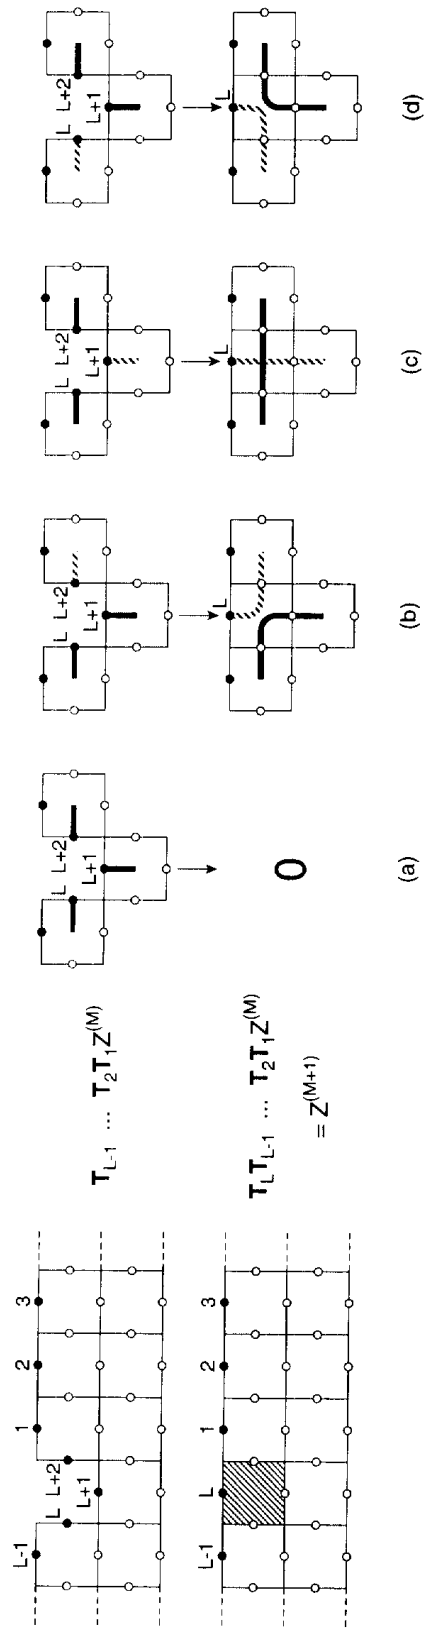 L-1 L L+2 1 2 3
L+1
T_{L-1} ... T_2T_1Z^{(M)}
L L+2
L+1
L L+2
L+1
L L+2
L+1
L L+2
L+1
L-1 L 1 2 3
T_LT_{L-1} ... T_2T_1Z^{(M)}
= Z^{(M+1)}
0
L
L
L
(a)
(b)
(c)
(d)